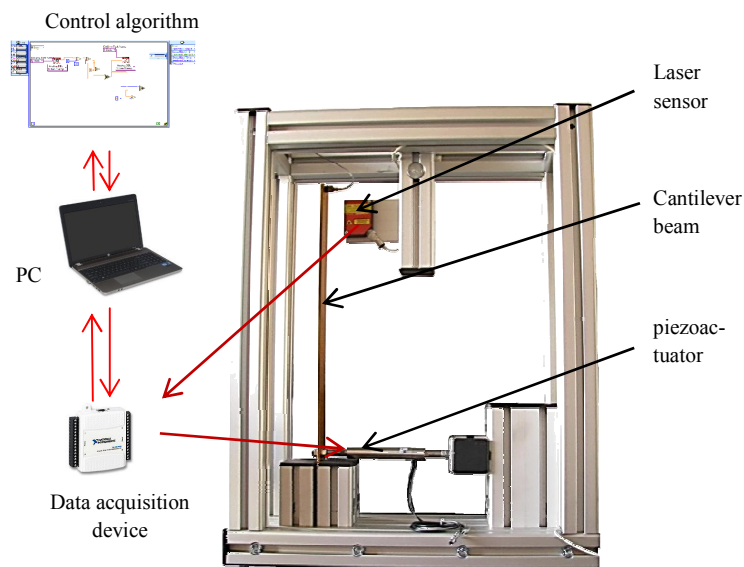 Control algorithm
Laser
sensor
Cantilever
beam
PC
piezoac-
tuator
Data acquisition
device